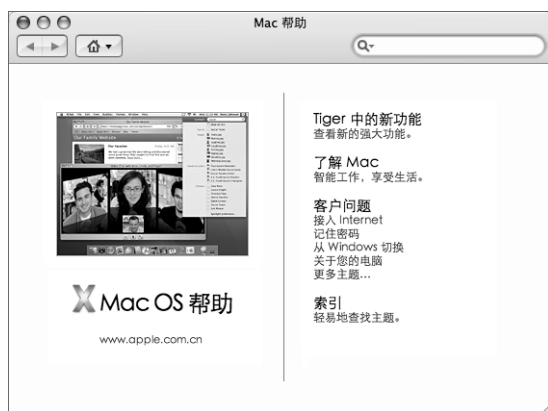 Mac 帮助
Our Family Website
Mac OS 帮助
www.apple.com.cn
Tiger 中的新功能
查看新的强大功能。
了解 Mac
智能工作，享受生活。
客户问题
接入 Internet
记住密码
从 Windows 切换
关于您的电脑
更多主题...
索引
轻易地查找主题。